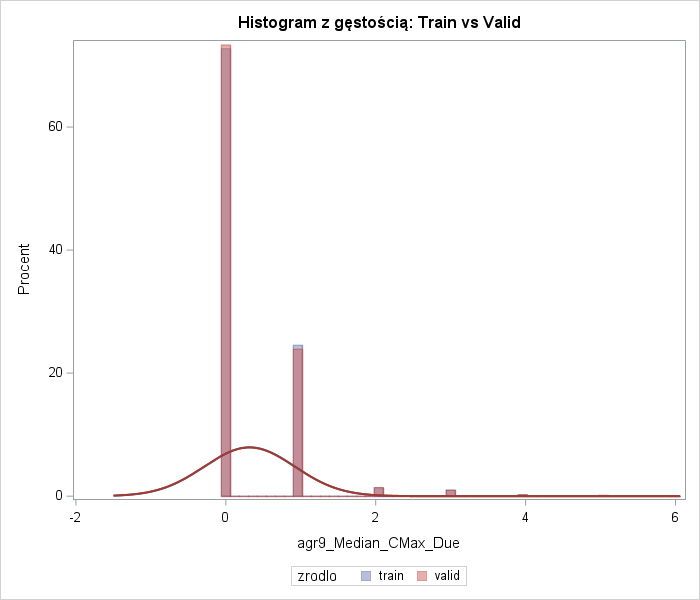 Histogram z gęstością: Train vs Valid
Procent
60
40
20
0
-2
0
2
4
6
agr9_Median_CMax_Due
zrodlo train valid